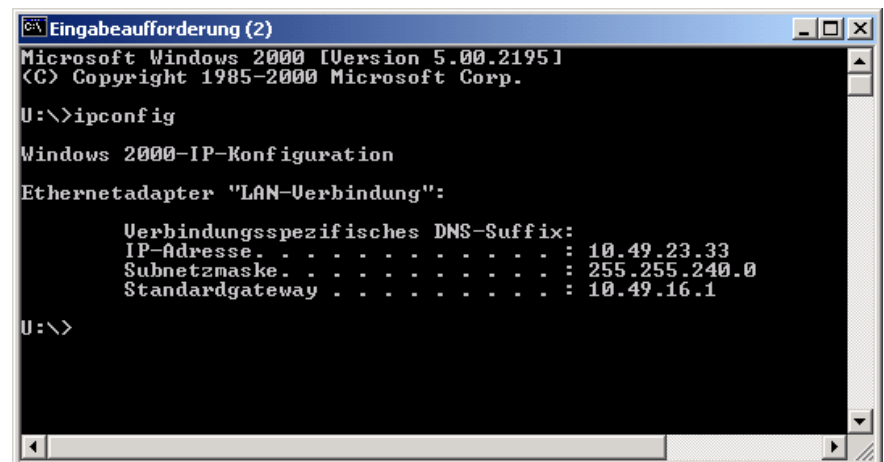 Eingabeaufforderung (2)
Microsoft Windows 2000 [Version 5.00.2195]
(C) Copyright 1985-2000 Microsoft Corp.
U:\>ipconfig
Windows 2000-IP-Konfiguration
Ethernetadapter "LAN-Verbindung":
Verbindungsspezifisches DNS-Suffix:
IP-Adresse. . . . . . . . . . . . : 10.49.23.33
Subnetzmaske. . . . . . . . . . . : 255.255.240.0
Standardgateway . . . . . . . . . : 10.49.16.1
U:\>